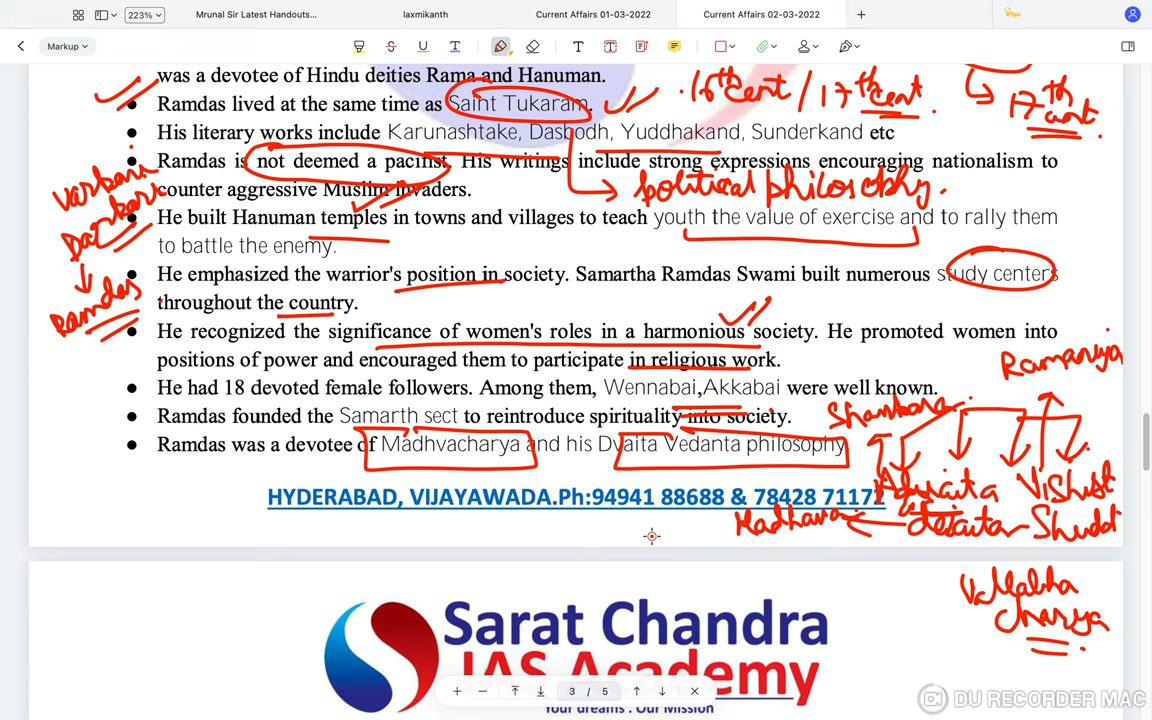 223%
Mrunal Sir Latest Handouts...
laxmikanth
Current Affairs 01-03-2022
Current Affairs 02-03-2022
Markup
was a devotee of Hindu deities Rama and Hanuman.
Ramdas lived at the same time as Saint Tukaram.
16th cent / 17th cent.
17th cent.
His literary works include Karunashtake, Dasbodh, Yuddhakand, Sunderkand etc
Ramdas is not deemed a pacifist. His writings include strong expressions encouraging nationalism to
counter aggressive Muslim invaders.
political philosophy.
Varkari
Darkari
Ramdas
He built Hanuman temples in towns and villages to teach youth the value of exercise and to rally them
to battle the enemy.
He emphasized the warrior's position in society. Samartha Ramdas Swami built numerous study centers
throughout the country.
He recognized the significance of women's roles in a harmonious society. He promoted women into
positions of power and encouraged them to participate in religious work.
He had 18 devoted female followers. Among them, Wennabai,Akkabai were well known.
Ramdas founded the Samarth sect to reintroduce spirituality into society.
Ramdas was a devotee of Madhvacharya and his Dvaita Vedanta philosophy
Shankara
Advaita
HYDERABAD, VIJAYAWADA.Ph:94941 88688 & 78428 71172
Sarat Chandra
IAS Academy
Your dreams . Our Mission
3 / 5
DU RECORDER MAC